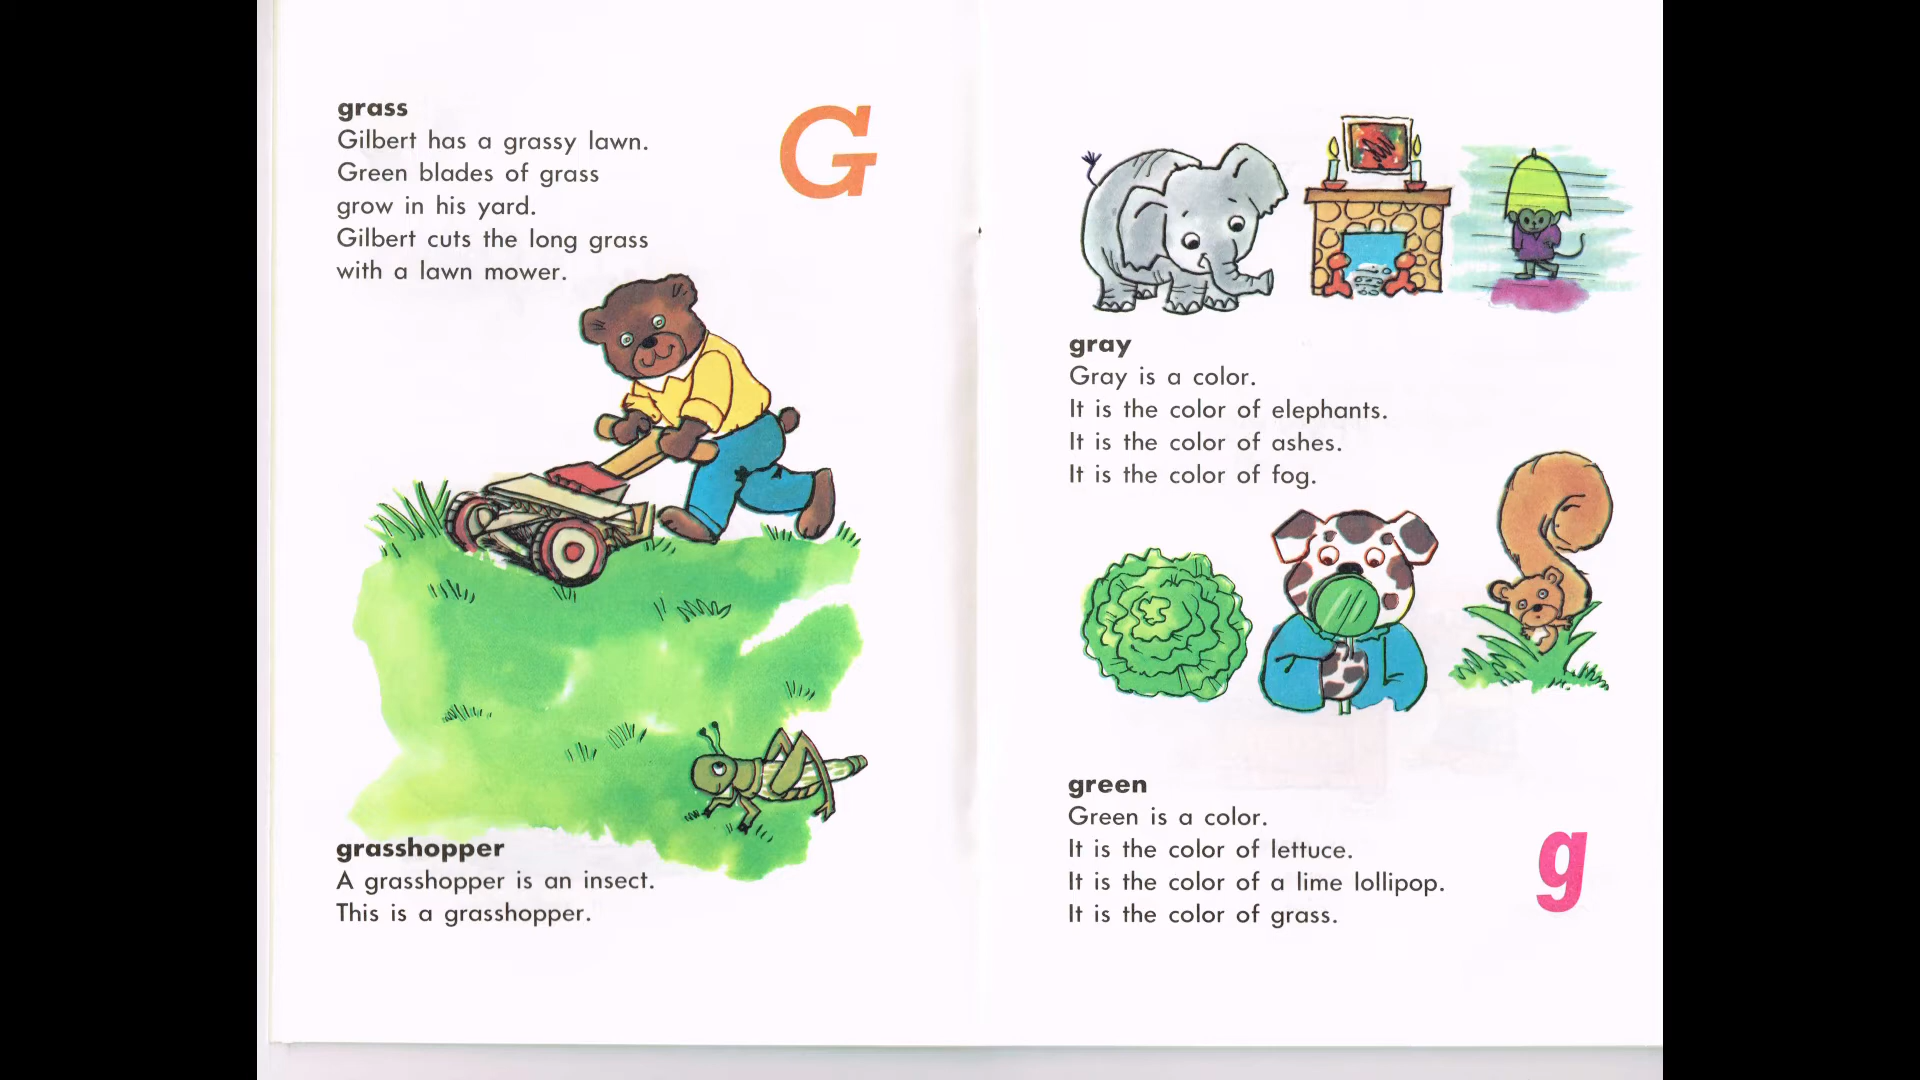 grass
Gilbert has a grassy lawn.
Green blades of grass
grow in his yard.
Gilbert cuts the long grass
with a lawn mower.
G
grasshopper
A grasshopper is an insect.
This is a grasshopper.
gray
Gray is a color.
It is the color of elephants.
It is the color of ashes.
It is the color of fog.
green
Green is a color.
It is the color of lettuce.
It is the color of a lime lollipop.
It is the color of grass.
g